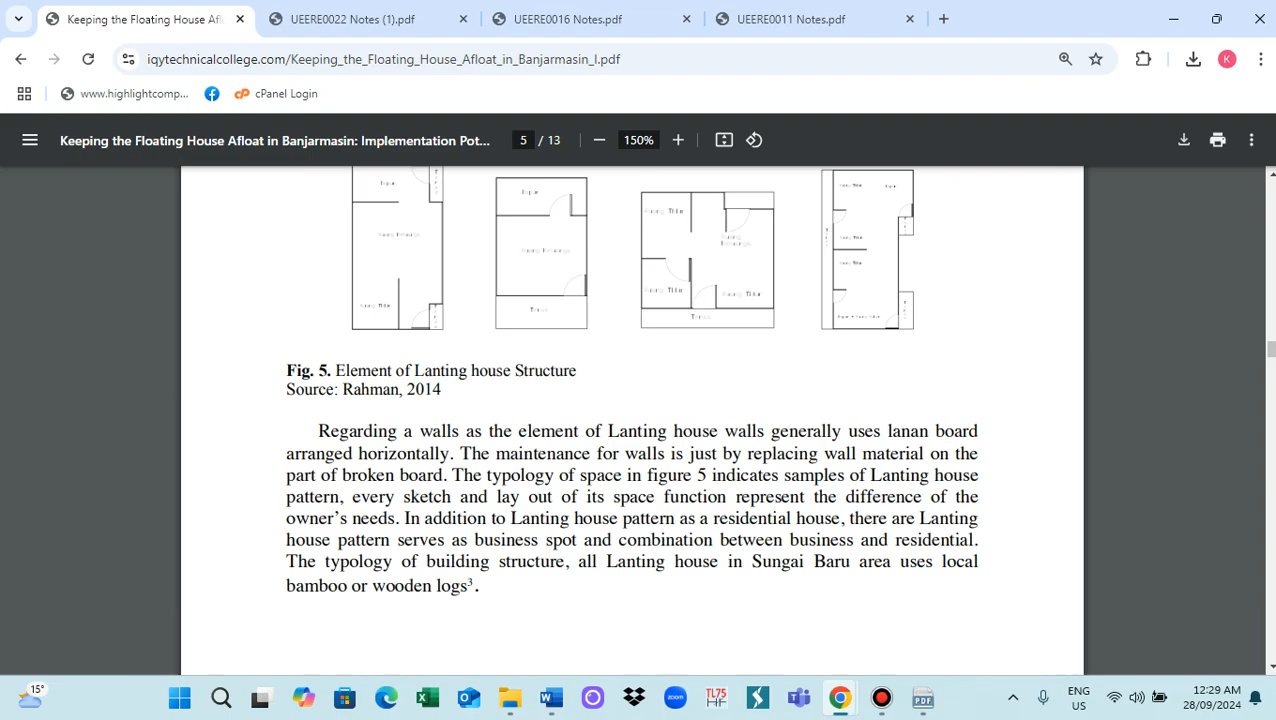 Keeping the Floating House Afl
UEERE0022 Notes (1).pdf
UEERE0016 Notes.pdf
UEERE0011 Notes.pdf
iqytechnicalcollege.com/Keeping_the_Floating_House_Afloat_in_Banjarmasin_I.pdf
K
www.highlightcomp...
cPanel Login
Keeping the Floating House Afloat in Banjarmasin: Implementation Pot...
5 / 13
150%
Fig. 5. Element of Lanting house Structure
Source: Rahman, 2014
Regarding a walls as the element of Lanting house walls generally uses lanan board
arranged horizontally. The maintenance for walls is just by replacing wall material on the
part of broken board. The typology of space in figure 5 indicates samples of Lanting house
pattern, every sketch and lay out of its space function represent the difference of the
owner's needs. In addition to Lanting house pattern as a residential house, there are Lanting
house pattern serves as business spot and combination between business and residential.
The typology of building structure, all Lanting house in Sungai Baru area uses local
bamboo or wooden logs³.
15°
zoom
TL75
HF
ENG
US
12:29 AM
28/09/2024